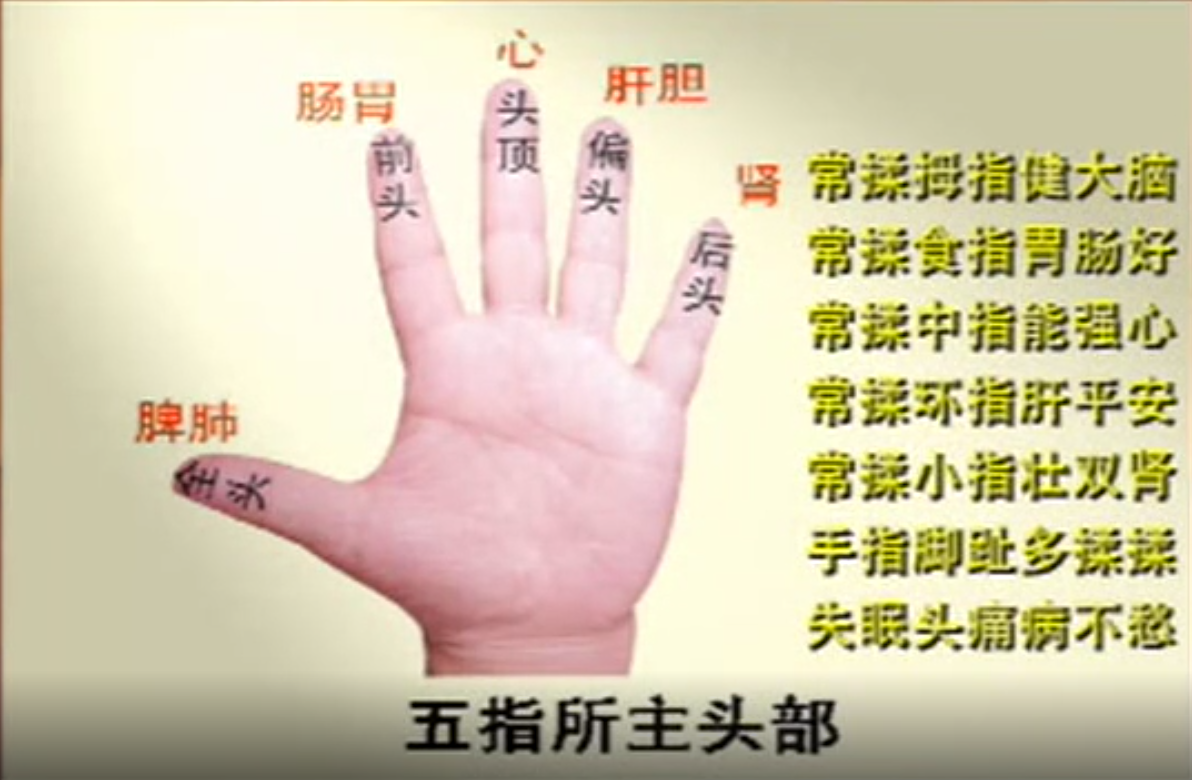 心
肠胃
肝胆
头顶
前头
偏头
肾
后头
脾肺
全头
常揉拇指健大脑
常揉食指胃肠好
常揉中指能强心
常揉环指肝平安
常揉小指壮双肾
手指脚趾多揉揉
失眠头痛病不愁
五指所主头部